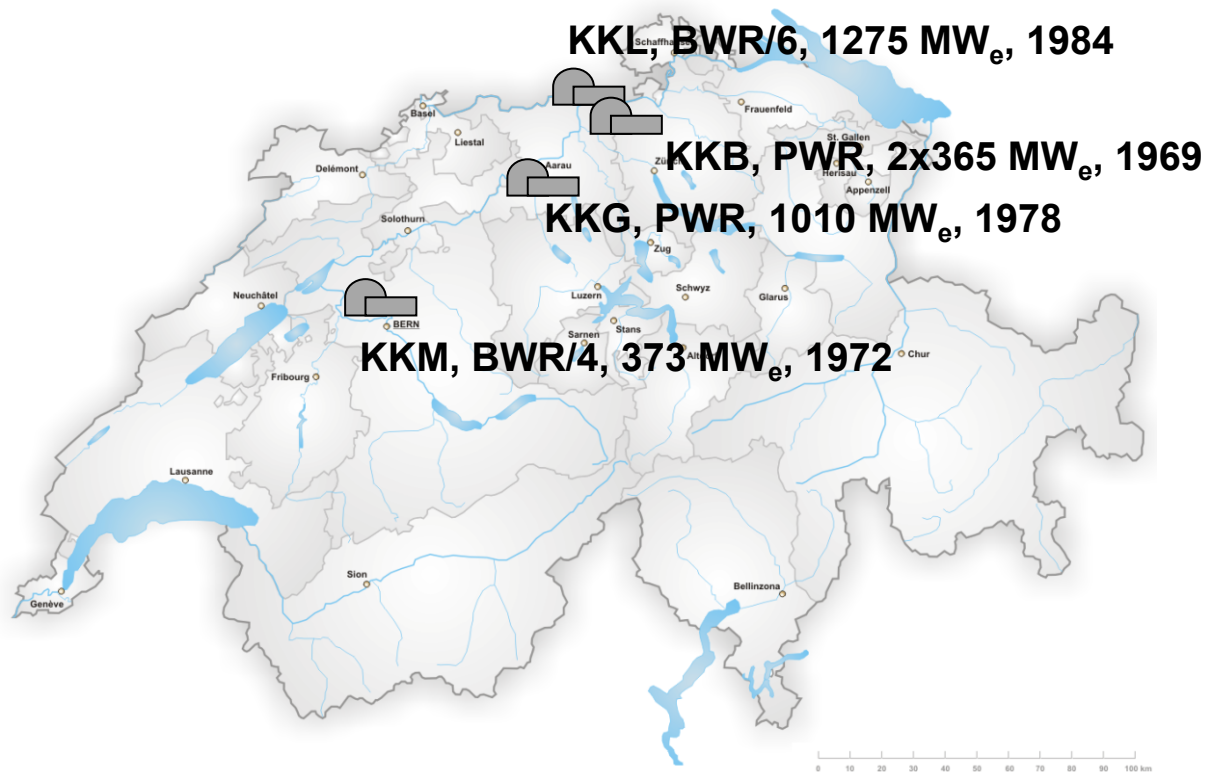 KKL, BWR/6, 1275 MWe, 1984
Basel
Liestal
Frauenfeld
St. Gallen
Delémont
Aarau
KKB, PWR, 2x365 MWe, 1969
Herisau
Appenzell
Solothurn
KKG, PWR, 1010 MWe, 1978
Zug
Neuchâtel
Luzern
Schwyz
Glarus
BERN
Stans
Sarnen
KKM, BWR/4, 373 MWe, 1972
Chur
Fribourg
Lausanne
Sion
Bellinzona
Genève
0 10 20 30 40 50 60 70 80 90 100 km